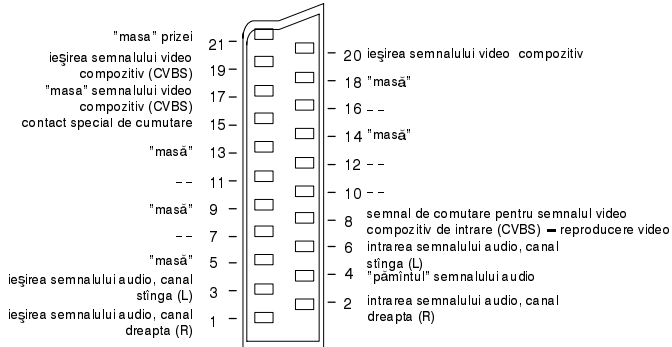 "masa" prizei
21
ieşirea semnalului video
compozitiv (CVBS)
19
"masa" semnalului video
compozitiv (CVBS)
17
contact special de cumutare
15
"masă"
13
--
11
"masă"
9
--
7
"masă"
5
ieşirea semnalului audio, canal
stînga (L)
3
ieşirea semnalului audio, canal
dreapta (R)
1
20 ieşirea semnalului video compozitiv
18 "masă"
16 --
14 "masă"
12 --
10 --
8 semnal de comutare pentru semnalul video
compozitiv de intrare (CVBS) – reproducere video
6 intrarea semnalului audio, canal
stînga (L)
4 "pămîntul" semnalului audio
2 intrarea semnalului audio, canal
dreapta (R)